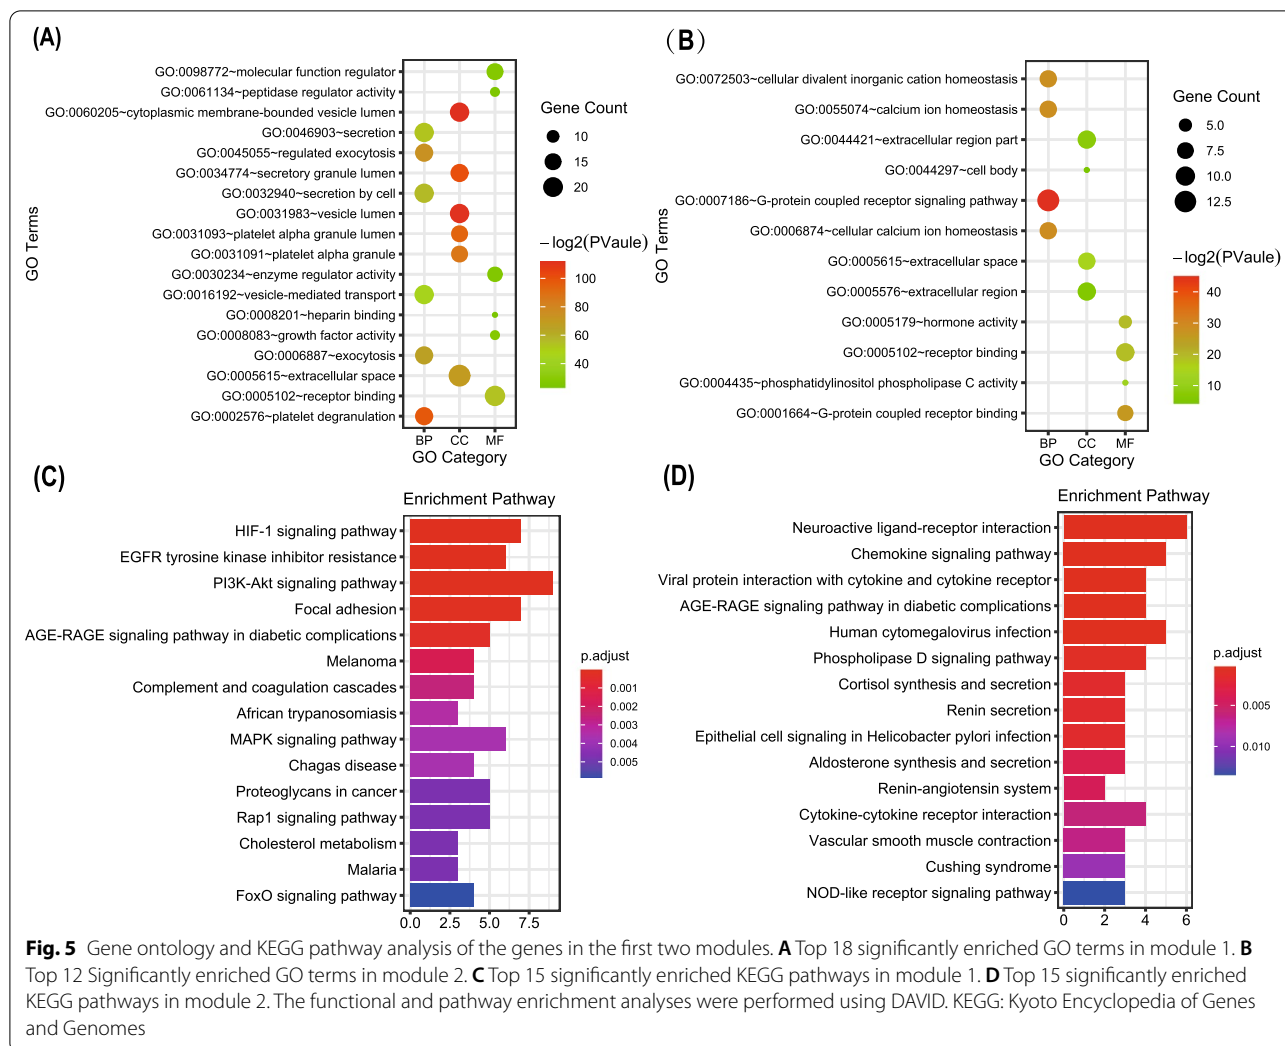 (A)
GO:0098772~molecular function regulator
GO:0061134~peptidase regulator activity
GO:0060205~cytoplasmic membrane-bounded vesicle lumen
GO:0046903~secretion
GO:0045055~regulated exocytosis
GO:0034774~secretory granule lumen
GO:0032940~secretion by cell
GO:0031983~vesicle lumen
GO:0031093~platelet alpha granule lumen
GO:0031091~platelet alpha granule
GO:0030234~enzyme regulator activity
GO:0016192~vesicle-mediated transport
GO:0008201~heparin binding
GO:0008083~growth factor activity
GO:0006887~exocytosis
GO:0005615~extracellular space
GO:0005102~receptor binding
GO:0002576~platelet degranulation
GO Terms
BP CC MF
GO Category
Gene Count
10
15
20
−log2(PVaule)
100
80
60
40
(B)
GO:0072503~cellular divalent inorganic cation homeostasis
GO:0055074~calcium ion homeostasis
GO:0044421~extracellular region part
GO:0044297~cell body
GO:0007186~G-protein coupled receptor signaling pathway
GO:0006874~cellular calcium ion homeostasis
GO:0005615~extracellular space
GO:0005576~extracellular region
GO:0005179~hormone activity
GO:0005102~receptor binding
GO:0004435~phosphatidylinositol phospholipase C activity
GO:0001664~G-protein coupled receptor binding
GO Terms
BP CC MF
GO Category
Gene Count
5.0
7.5
10.0
12.5
−log2(PVaule)
40
30
20
10
(C)
Enrichment Pathway
HIF-1 signaling pathway
EGFR tyrosine kinase inhibitor resistance
PI3K-Akt signaling pathway
Focal adhesion
AGE-RAGE signaling pathway in diabetic complications
Melanoma
Complement and coagulation cascades
African trypanosomiasis
MAPK signaling pathway
Chagas disease
Proteoglycans in cancer
Rap1 signaling pathway
Cholesterol metabolism
Malaria
FoxO signaling pathway
0.0 2.5 5.0 7.5
p.adjust
0.001
0.002
0.003
0.004
0.005
(D)
Enrichment Pathway
Neuroactive ligand-receptor interaction
Chemokine signaling pathway
Viral protein interaction with cytokine and cytokine receptor
AGE-RAGE signaling pathway in diabetic complications
Human cytomegalovirus infection
Phospholipase D signaling pathway
Cortisol synthesis and secretion
Renin secretion
Epithelial cell signaling in Helicobacter pylori infection
Aldosterone synthesis and secretion
Renin-angiotensin system
Cytokine-cytokine receptor interaction
Vascular smooth muscle contraction
Cushing syndrome
NOD-like receptor signaling pathway
0 2 4 6
p.adjust
0.005
0.010
Fig. 5 Gene ontology and KEGG pathway analysis of the genes in the first two modules. A Top 18 significantly enriched GO terms in module 1. B
Top 12 Significantly enriched GO terms in module 2. C Top 15 significantly enriched KEGG pathways in module 1. D Top 15 significantly enriched
KEGG pathways in module 2. The functional and pathway enrichment analyses were performed using DAVID. KEGG: Kyoto Encyclopedia of Genes
and Genomes